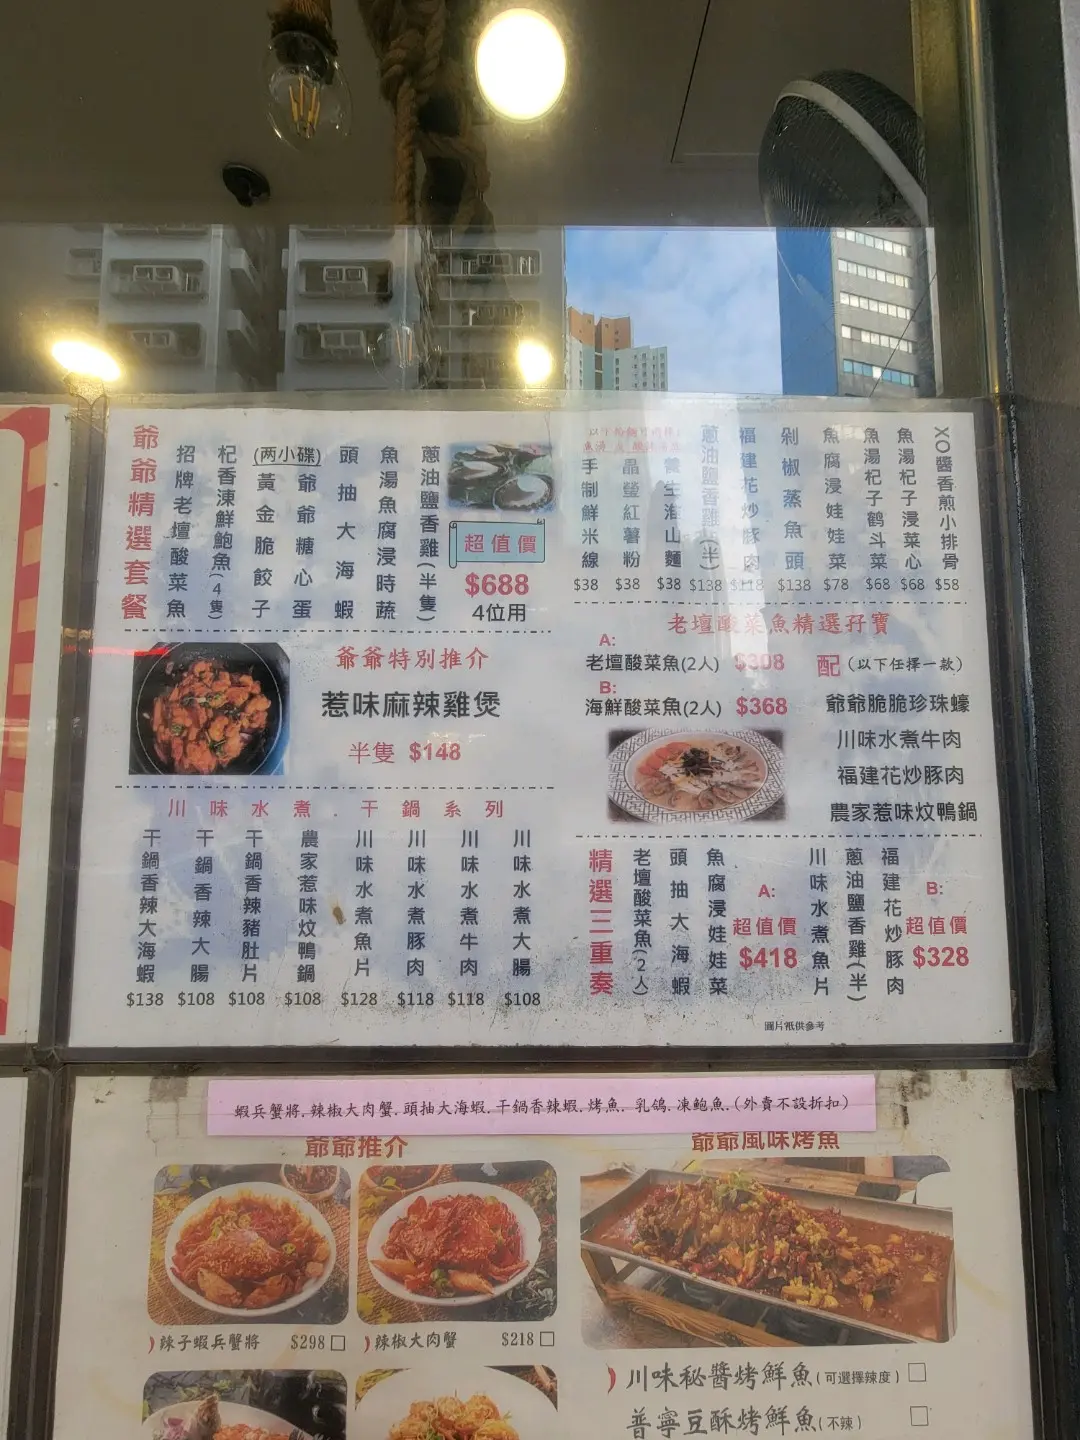 爺爺精選套餐
招牌老壇酸菜魚
杞香凍鮮鮑魚(4隻)
(两小碟)
黃金脆餃子
爺爺糖心蛋
頭抽大海蝦
魚湯魚腐浸時蔬
蔥油鹽香雞(半隻)
超值價
$688
4位用
手制鮮米線
$38
晶瑩紅薯粉
$38
養生淮山麵
$38
蔥油鹽香雞(半)
$138
福建花炒豚肉
$118
剁椒蒸魚頭
$138
魚腐浸娃娃菜
$78
魚湯杞子鹤斗菜
$68
魚湯杞子浸菜心
$68
XO醬香煎小排骨
$58
爺爺特別推介
惹味麻辣雞煲
半隻 $148
老壇酸菜魚精選孖寶
A:
老壇酸菜魚(2人) $308
B:
海鮮酸菜魚(2人) $368
配(以下任擇一款)
爺爺脆脆珍珠蠔
川味水煮牛肉
福建花炒豚肉
農家惹味炆鴨鍋
川味水煮.干鍋系列
干鍋香辣大海蝦
$138
干鍋香辣大腸
$108
干鍋香辣豬肚片
$108
農家惹味炆鴨鍋
$108
川味水煮魚片
$128
川味水煮豚肉
$118
川味水煮牛肉
$118
川味水煮大腸
$108
精選三重奏
老壇酸菜魚(2人)
頭抽大海蝦
魚腐浸娃娃菜
A:
超值價
$418
川味水煮魚片
蔥油鹽香雞(半)
福建花炒豚肉
B:
超值價
$328
圖片衹供參考
蝦兵蟹將.辣椒大肉蟹.頭抽大海蝦.干鍋香辣蝦.烤魚.乳鴿.凍鮑魚.(外賣不設折扣)
爺爺推介
爺爺風味烤魚
辣子蝦兵蟹將 $298
辣椒大肉蟹 $218
川味秘醬烤鮮魚(可選擇辣度)
普寧豆酥烤鮮魚(不辣)